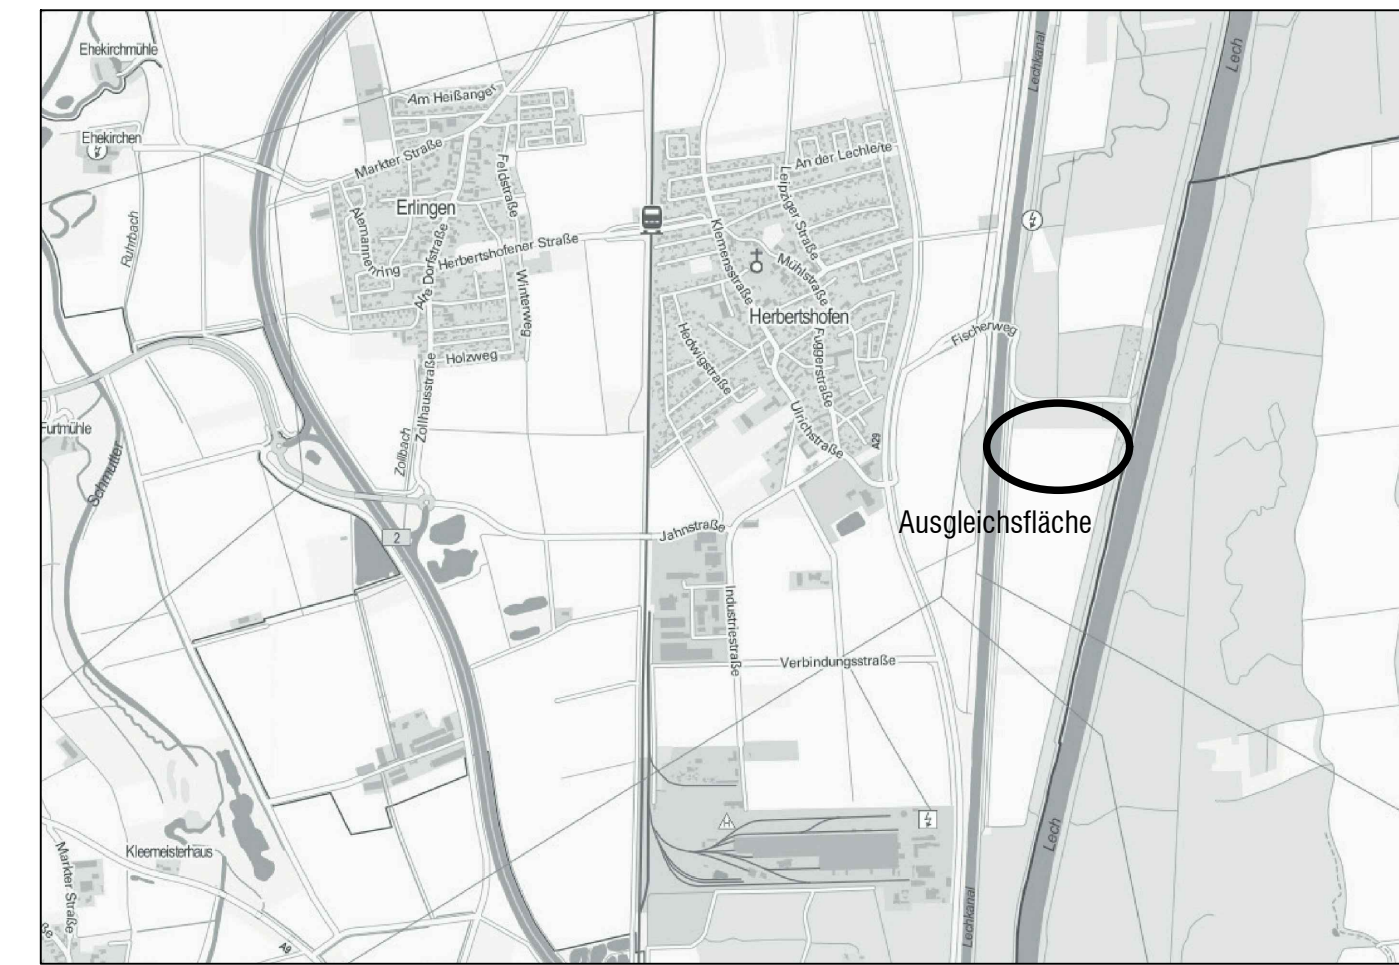 Ehekirchmühle
Lechkanal
Lech
Am Heißanger
Ehekirchen
Markter Straße
Feldstraße
An der Lechleite
Leipziger Straße
Erlingen
Alemannenring
Ruhrbach
Alte Dorfstraße
Herbertshofener Straße
Klemensstraße
Mühlstraße
Winterweg
Herbertshofen
Fischerweg
Hedwigstraße
Fuggerstraße
Holzweg
Zollhausstraße
Furtmühle
Ulrichstraße
A29
Zollbach
Schmutter
Ausgleichsfläche
2
Jahnstraße
Industriestraße
Verbindungsstraße
Kleemeisterhaus
Lech
Markter Straße
Lechkanal
ße
A9